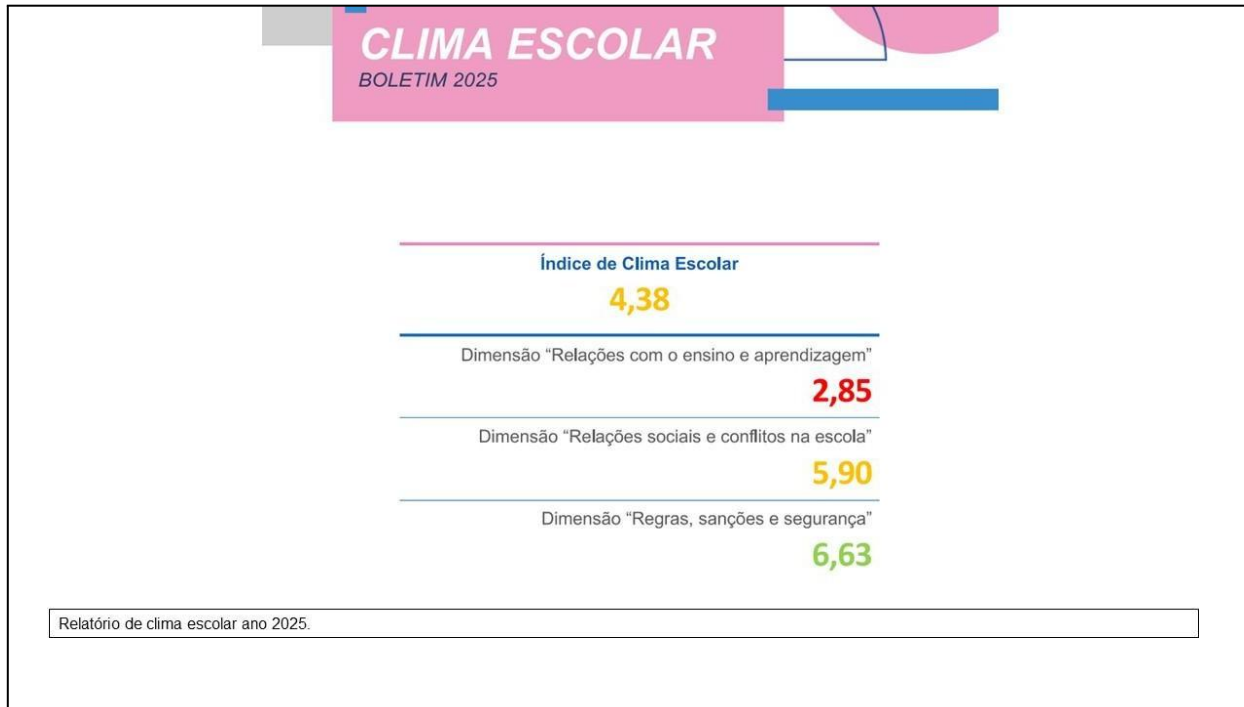 CLIMA ESCOLAR
BOLETIM 2025
Índice de Clima Escolar
4,38
Dimensão “Relações com o ensino e aprendizagem”
2,85
Dimensão “Relações sociais e conflitos na escola”
5,90
Dimensão “Regras, sanções e segurança”
6,63
Relatório de clima escolar ano 2025.